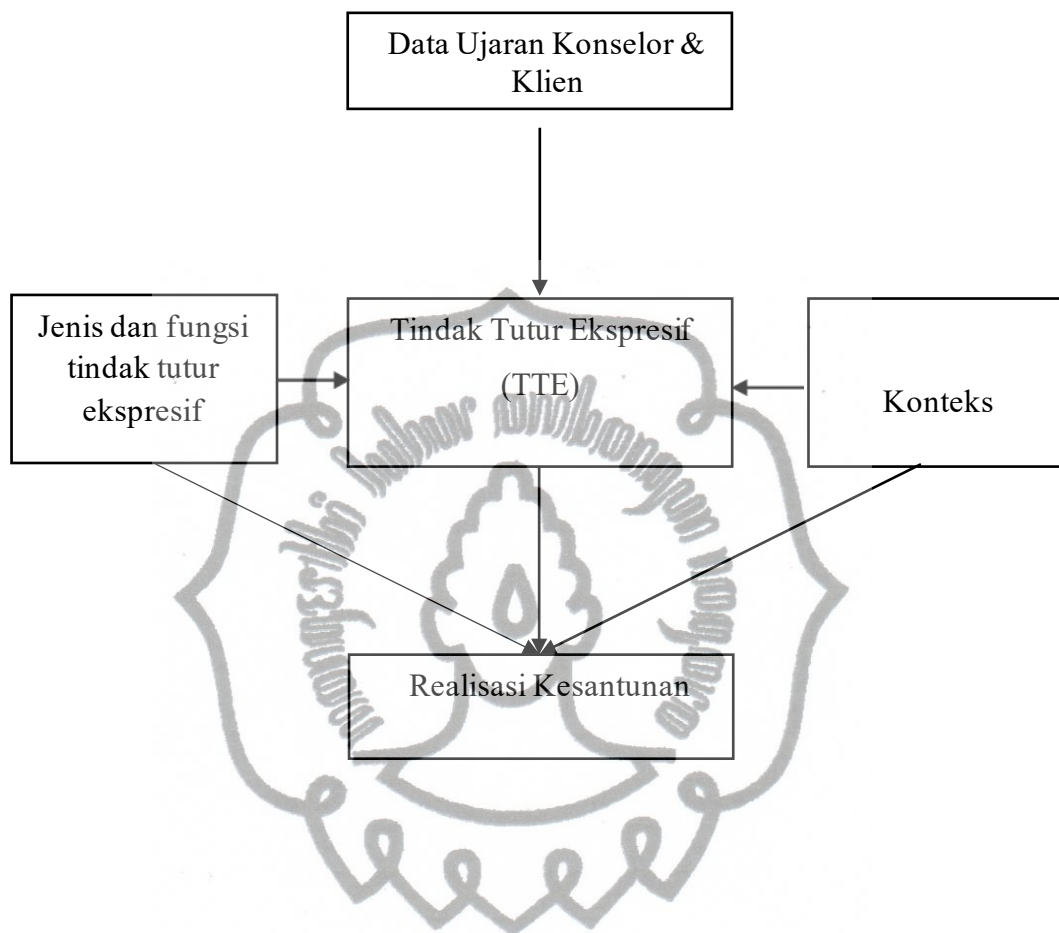 Data Ujaran Konselor &
Klien
Jenis dan fungsi
tindak tutur
ekspresif
Tindak Tutur Ekspresif
(TTE)
Konteks
Realisasi Kesantunan